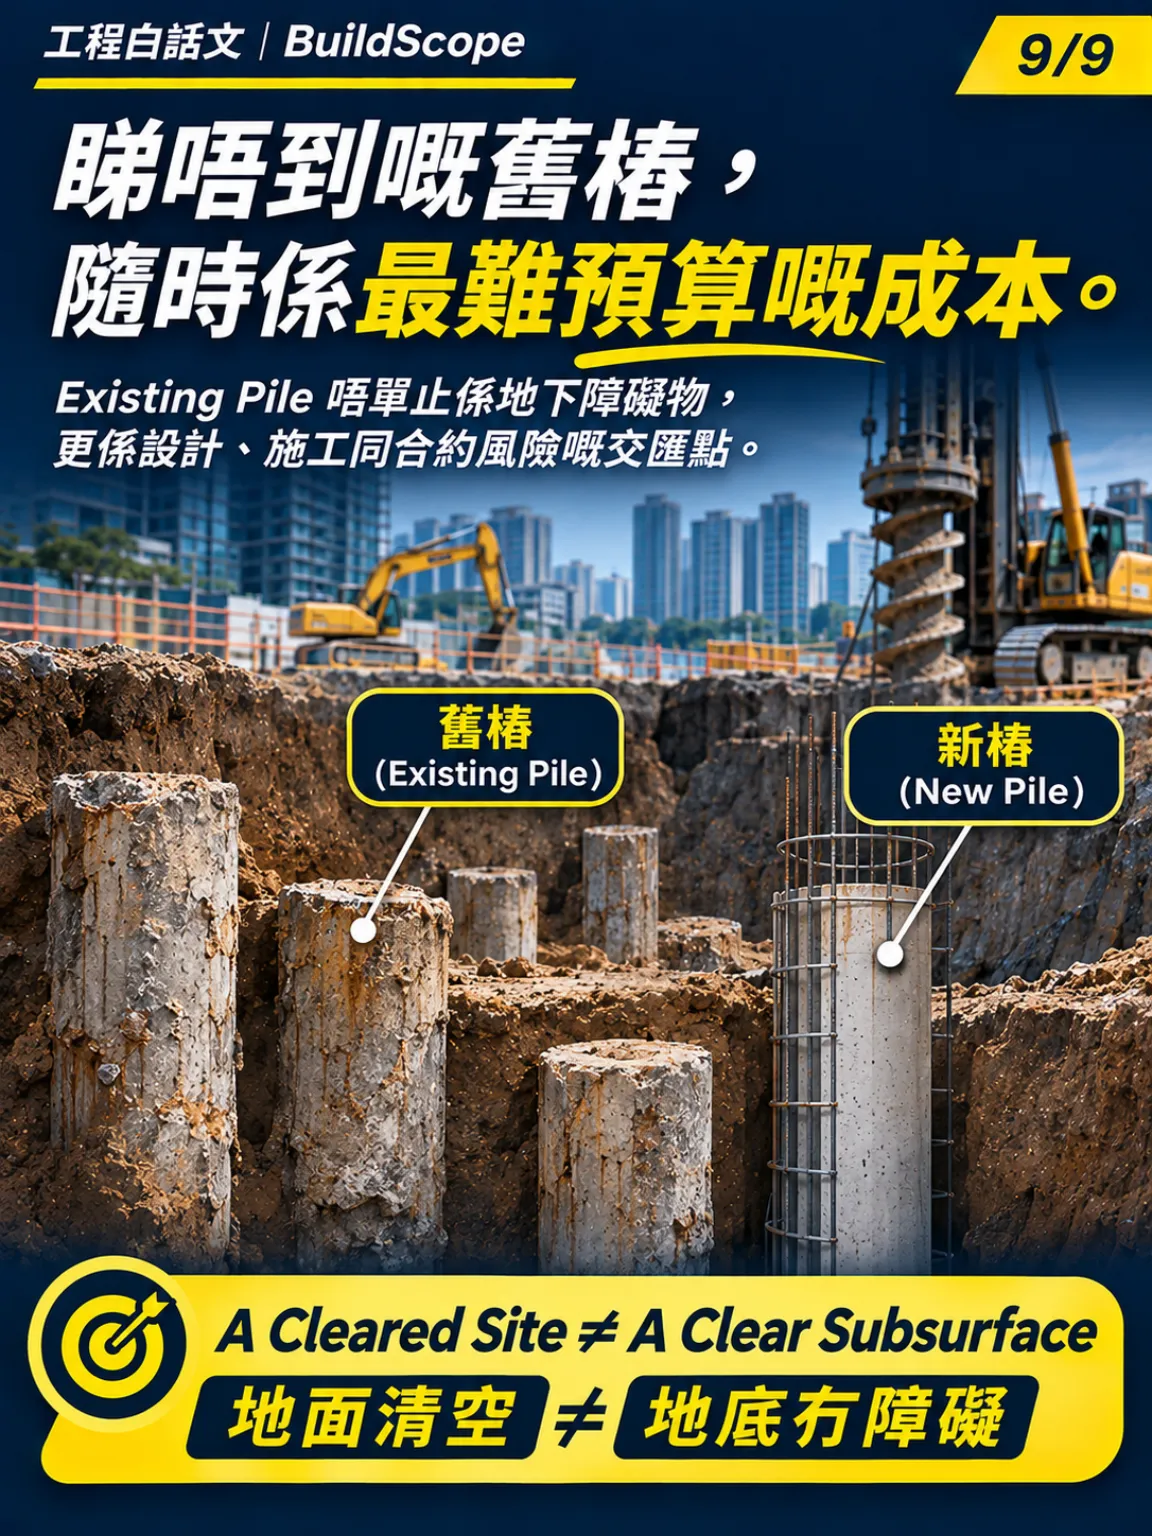 工程白話文｜BuildScope
9/9
睇唔到嘅舊樁，
隨時係最難預算嘅成本。
Existing Pile 唔單止係地下障礙物，
更係設計、施工同合約風險嘅交匯點。
舊樁
(Existing Pile)
新樁
(New Pile)
A Cleared Site ≠ A Clear Subsurface
地面清空 ≠ 地底冇障礙